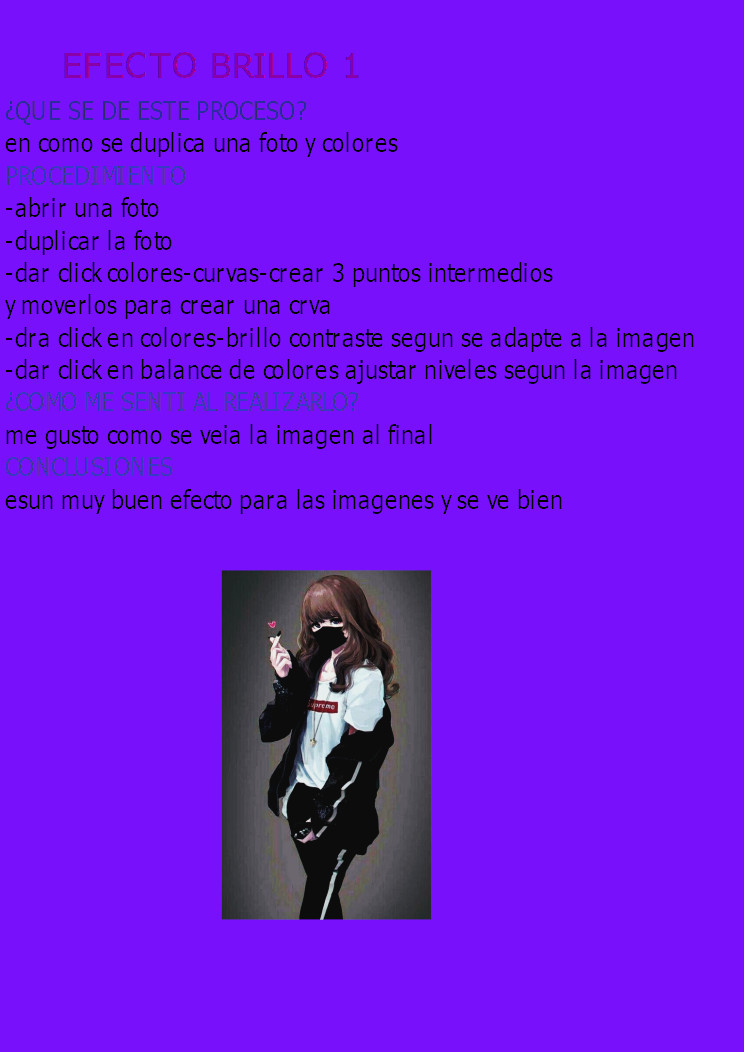 EFECTO BRILLO 1
¿QUE SE DE ESTE PROCESO?
en como se duplica una foto y colores
PROCEDIMIENTO
-abrir una foto
-duplicar la foto
-dar click colores-curvas-crear 3 puntos intermedios
y moverlos para crear una crva
-dra click en colores-brillo contraste segun se adapte a la imagen
-dar click en balance de colores ajustar niveles segun la imagen
¿COMO ME SENTI AL REALIZARLO?
me gusto como se veia la imagen al final
CONCLUSIONES
esun muy buen efecto para las imagenes y se ve bien
Supreme